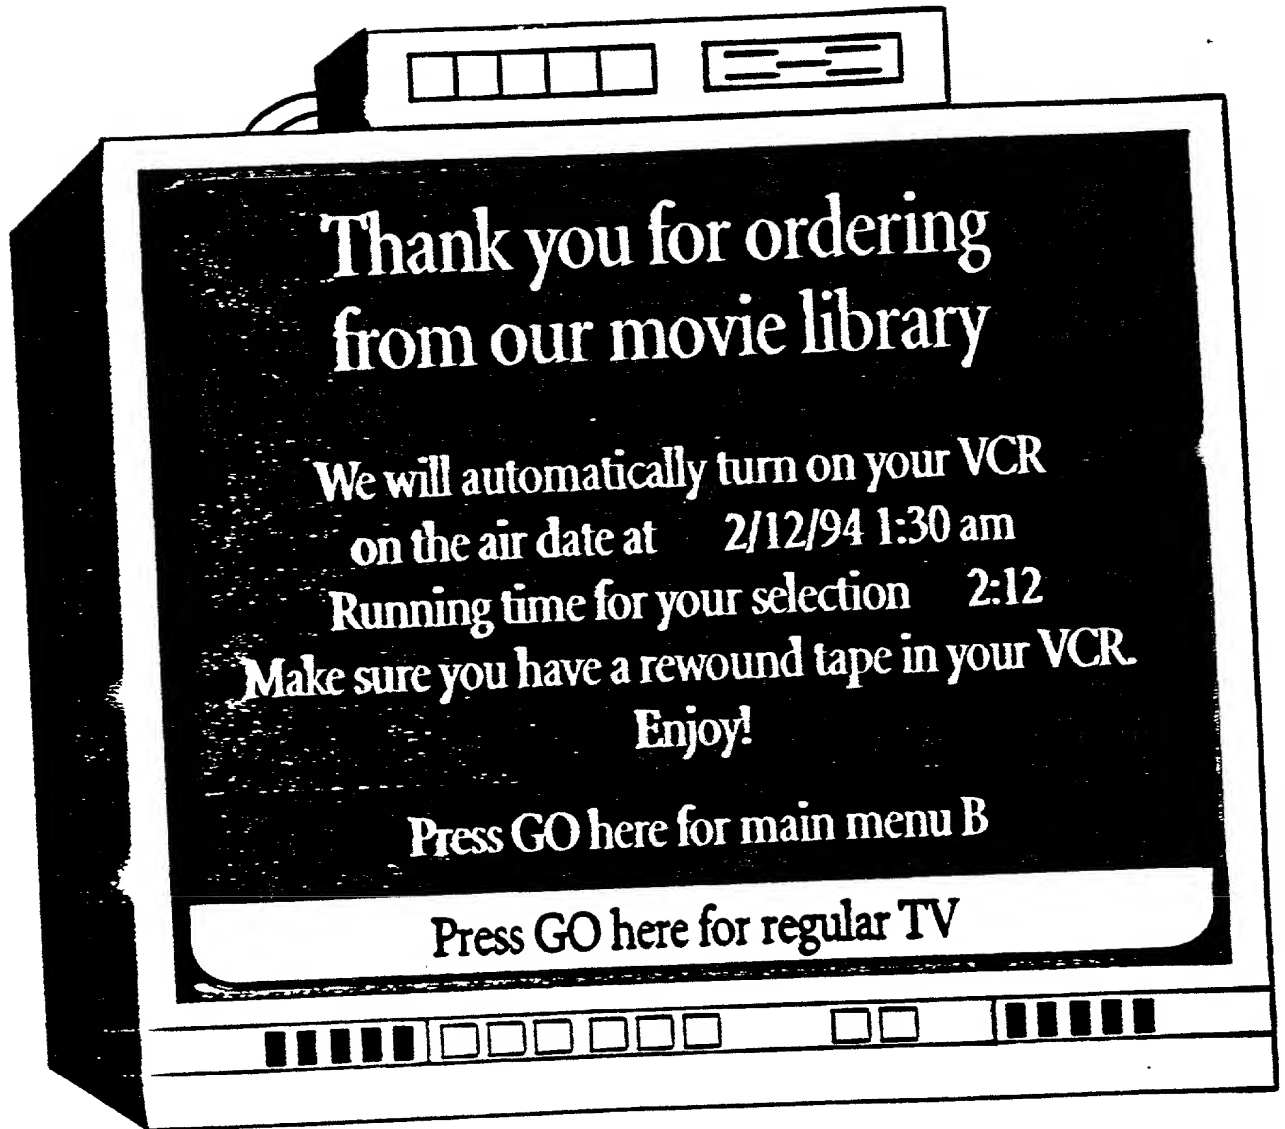 Thank you for ordering
from our movie library
We will automatically turn on your VCR
on the air date at 2/12/94 1:30 am
Running time for your selection 2:12
Make sure you have a rewound tape in your VCR.
Enjoy!
Press GO here for main menu B
Press GO here for regular TV